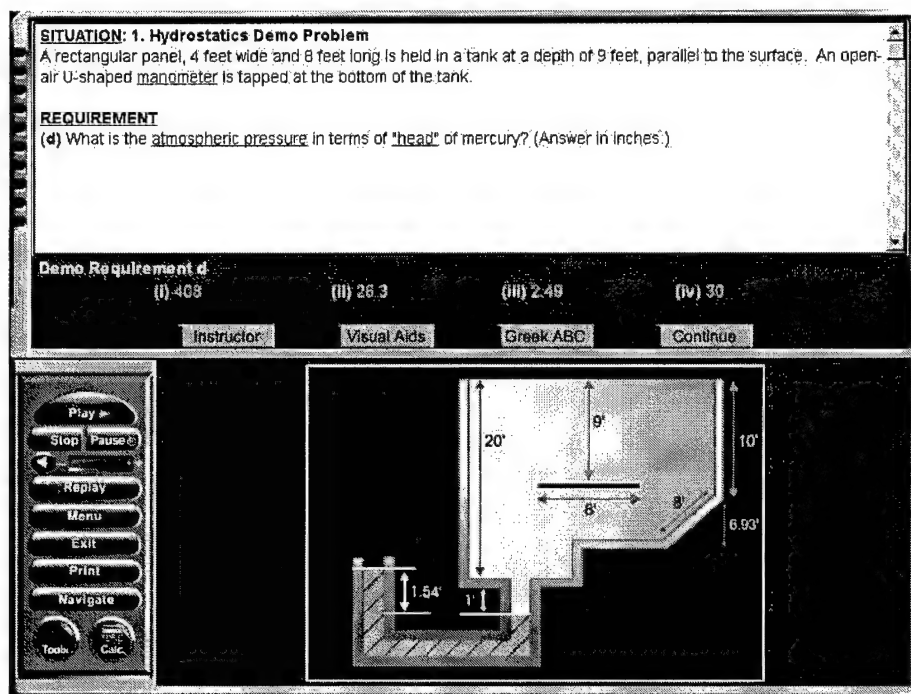 SITUATION: 1. Hydrostatics Demo Problem
A rectangular panel, 4 feet wide and 8 feet long is held in a tank at a depth of 9 feet, parallel to the surface. An open-
air U-shaped manometer is tapped at the bottom of the tank.
REQUIREMENT
(d) What is the atmospheric pressure in terms of "head" of mercury? (Answer in inches.)
Demo Requirement d
(i) 408 (ii) 26.3 (iii) 2.49 (iv) 30
Instructor Visual Aids Greek ABC Continue
Play
Stop Pause
Replay
Menu
Exit
Print
Navigate
Tools Calc
20'
9'
10'
8'
8'
6.93'
1.54'
1'